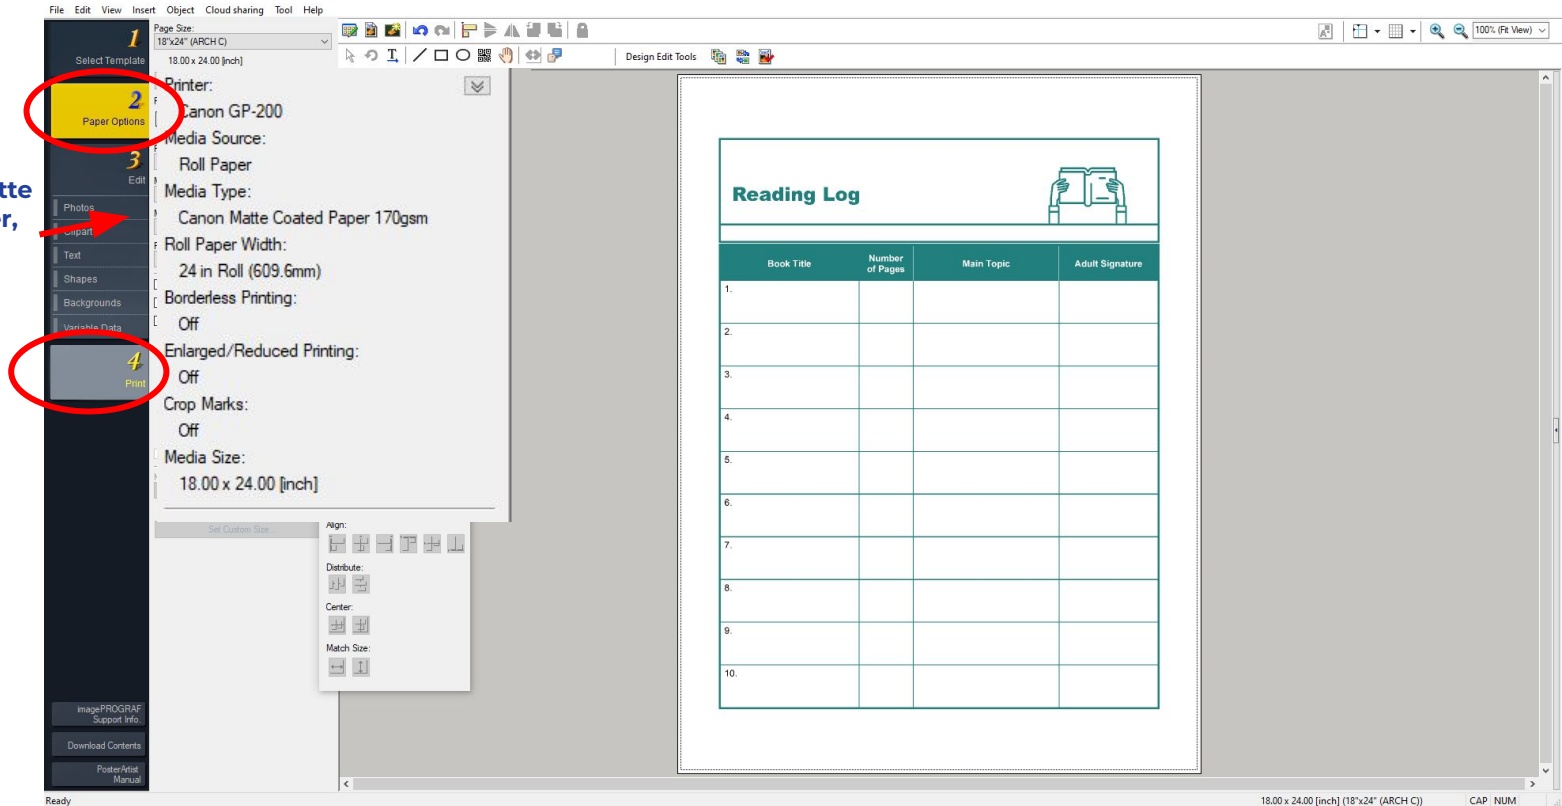 File Edit View Insert Object Cloud sharing Tool Help
1
Select Template
2
Paper Options
3
Edit
Photos
Clipart
Text
Shapes
Backgrounds
Variable Data
4
Print
imagePROGRAF
Support Info.
Download Contents
PosterArtist
Manual
Page Size:
18"x24" (ARCH C)
18.00 x 24.00 [inch]
Printer:
Canon GP-200
Media Source:
Roll Paper
Media Type:
Canon Matte Coated Paper 170gsm
Roll Paper Width:
24 in Roll (609.6mm)
Borderless Printing:
Off
Enlarged/Reduced Printing:
Off
Crop Marks:
Off
Media Size:
18.00 x 24.00 [inch]
Set Custom Size...
Align:
Distribute:
Center:
Match Size:
Design Edit Tools
100% (Fit View)
Reading Log
Book Title Number of Pages Main Topic Adult Signature
1.
2.
3.
4.
5.
6.
7.
8.
9.
10.
Ready
18.00 x 24.00 [inch] (18"x24" (ARCH C)) CAP NUM